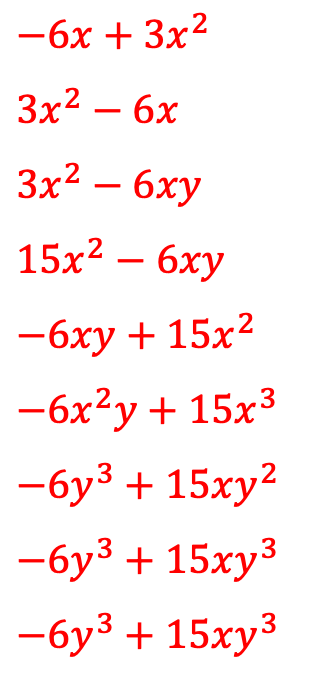 −6x + 3x²
3x² − 6x
3x² − 6xy
15x² − 6xy
−6xy + 15x²
−6x²y + 15x³
−6y³ + 15xy²
−6y³ + 15xy³
−6y³ + 15xy³